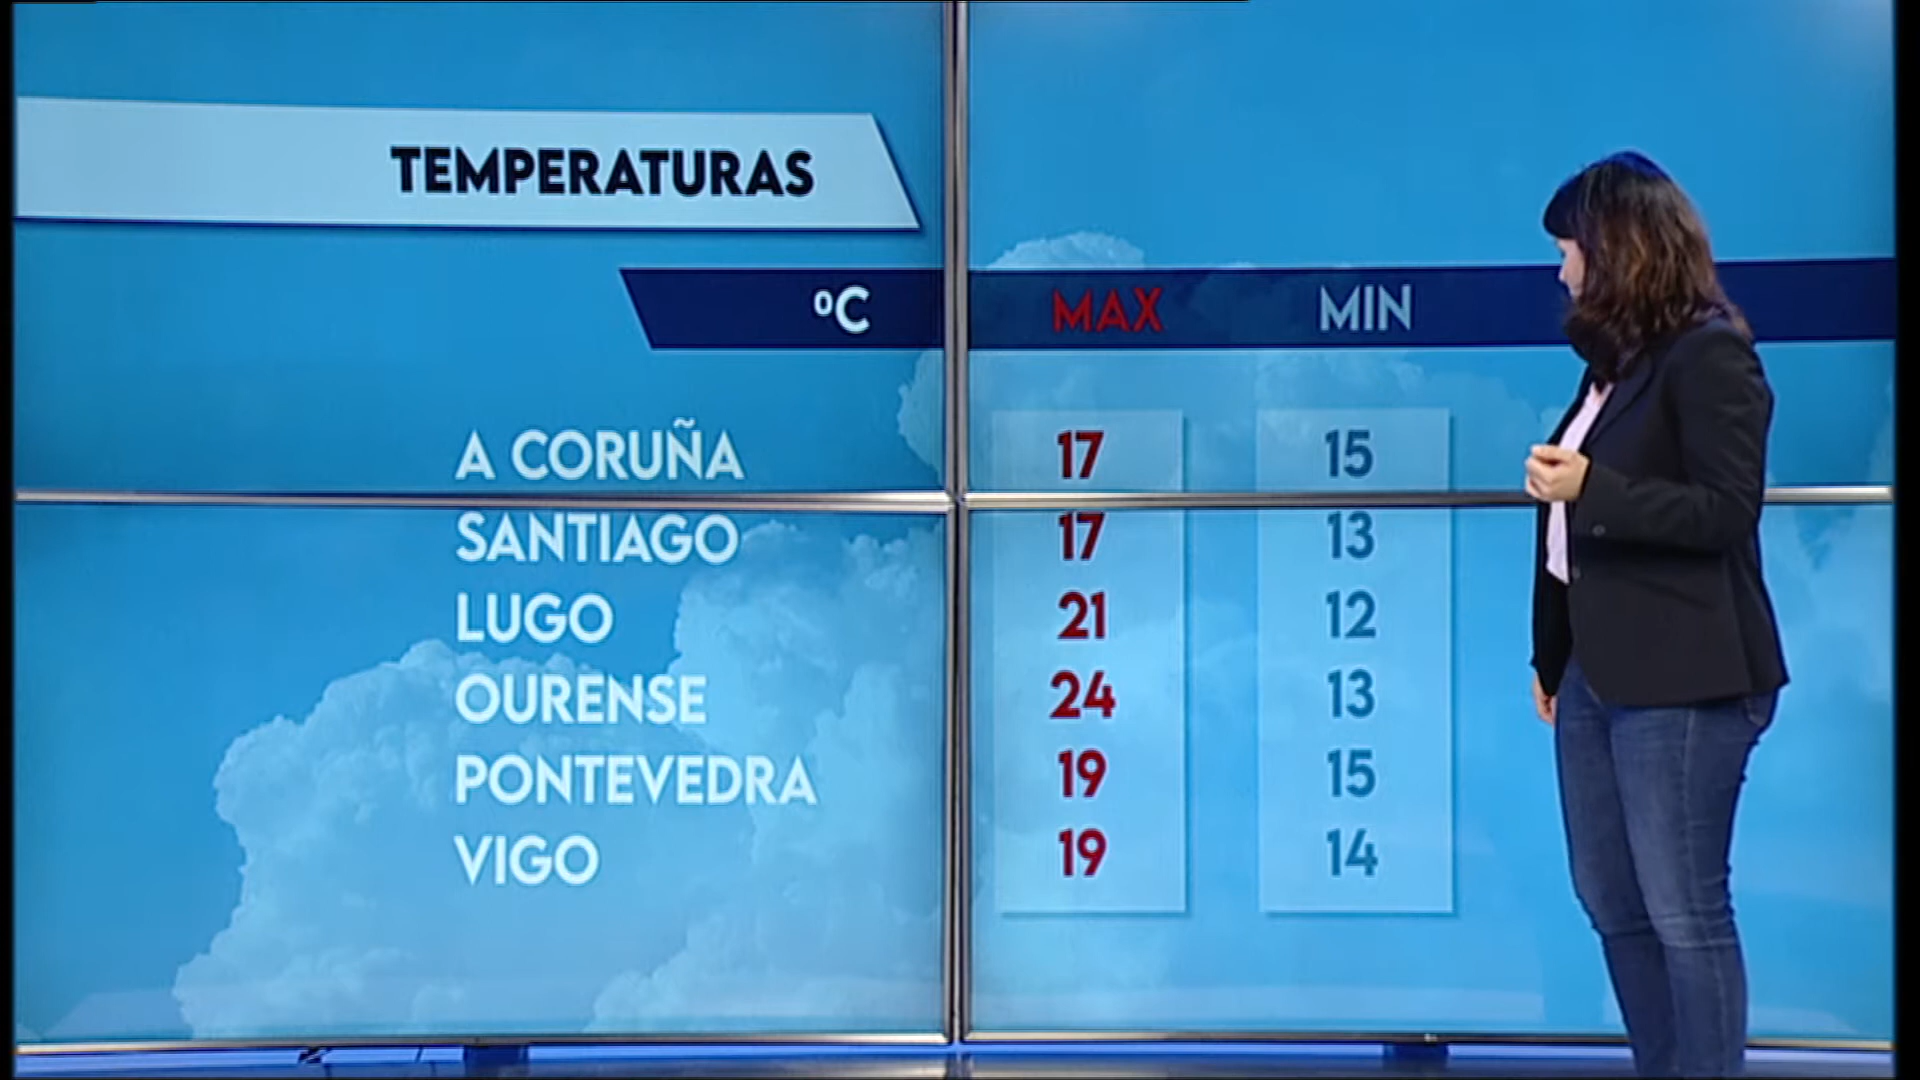 TEMPERATURAS
ºC MAX MIN
A CORUÑA 17 15
SANTIAGO 17 13
LUGO 21 12
OURENSE 24 13
PONTEVEDRA 19 15
VIGO 19 14